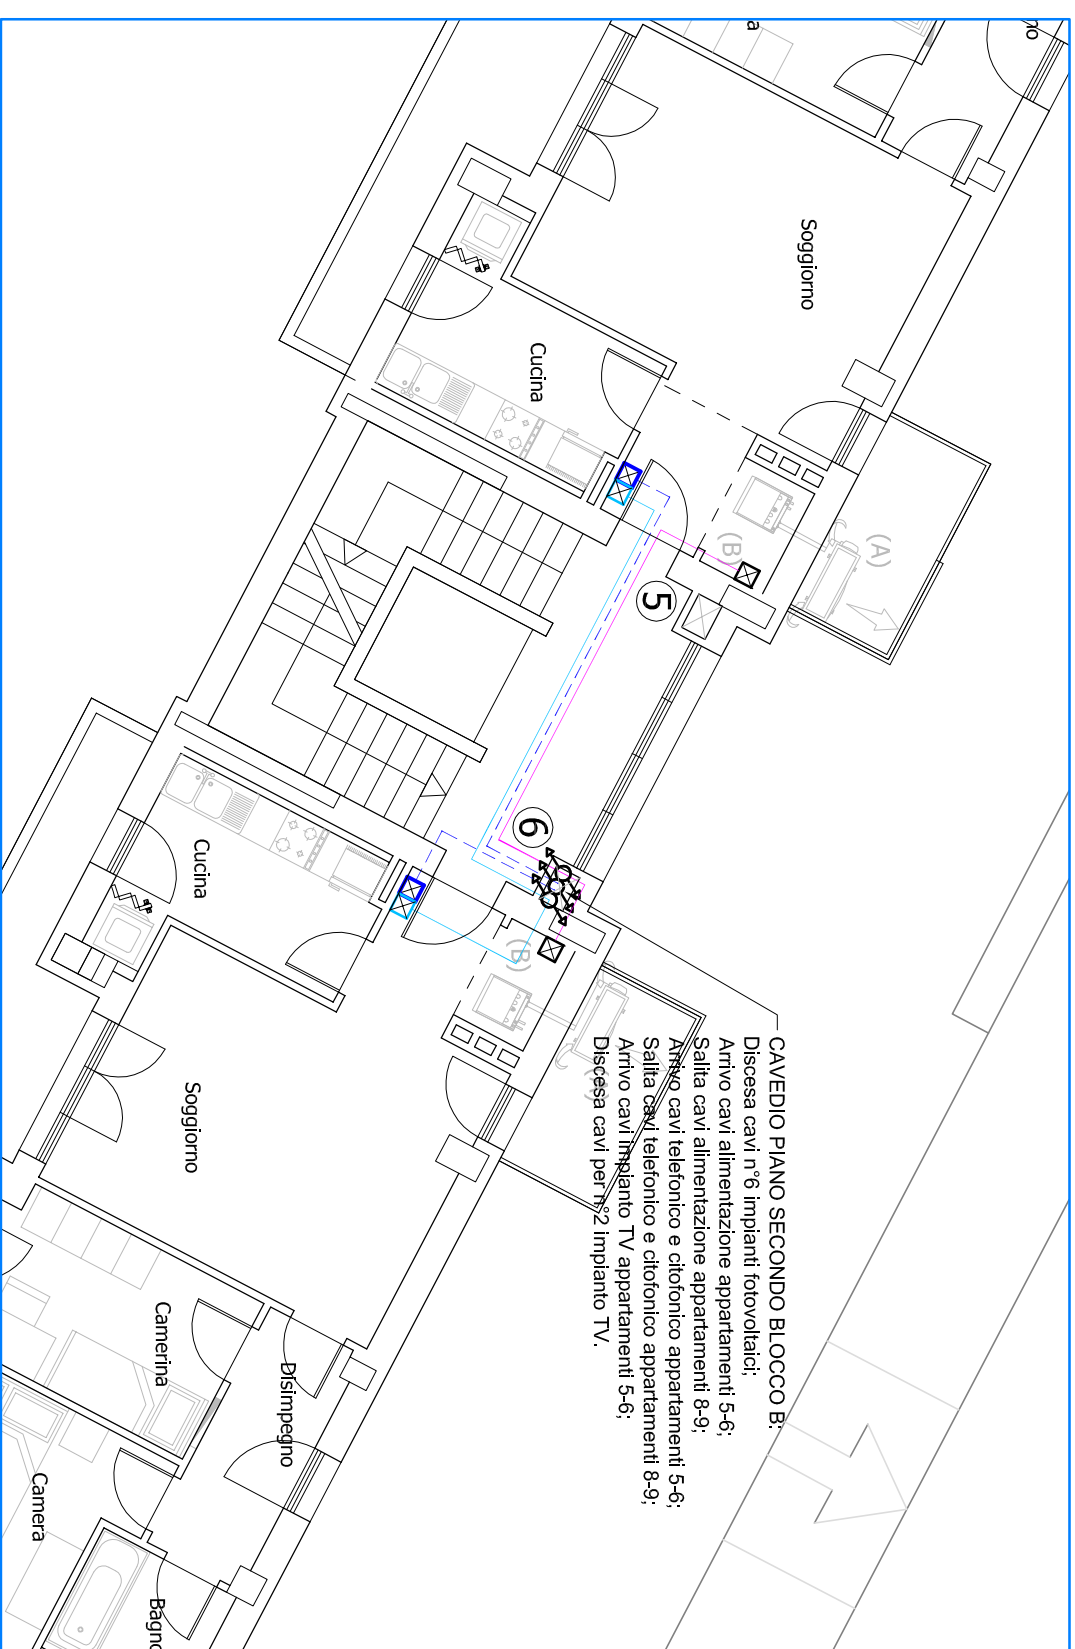 CAVEDIO PIANO SECONDO BLOCCO B:
Discesa cavi n°6 impianti fotovoltaici;
Arrivo cavi alimentazione appartamenti 5-6;
Salita cavi alimentazione appartamenti 8-9;
Arrivo cavi telefonico e citofonico appartamenti 5-6;
Salita cavi telefonico e citofonico appartamenti 8-9;
Arrivo cavi impianto TV appartamenti 5-6;
Discesa cavi per n°2 impianto TV.
Soggiorno
Cucina
(A)
(B)
5
6
Cucina
(B)
(A)
Soggiorno
Camerina
Disimpegno
Camera
Bagno